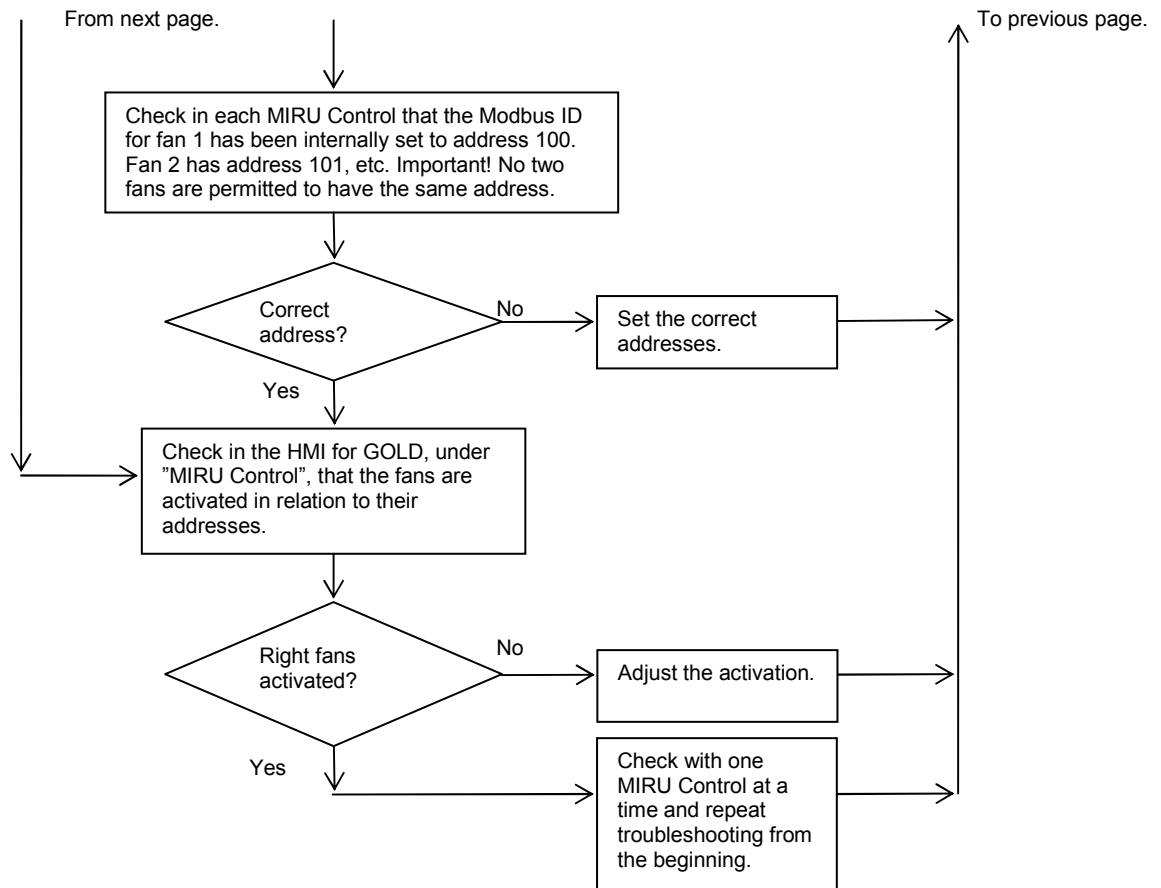 From next page.
To previous page.
Check in each MIRU Control that the Modbus ID
for fan 1 has been internally set to address 100.
Fan 2 has address 101, etc. Important! No two
fans are permitted to have the same address.
Correct
address?
No
Set the correct
addresses.
Yes
Check in the HMI for GOLD, under
”MIRU Control”, that the fans are
activated in relation to their
addresses.
Right fans
activated?
No
Adjust the activation.
Yes
Check with one
MIRU Control at a
time and repeat
troubleshooting from
the beginning.